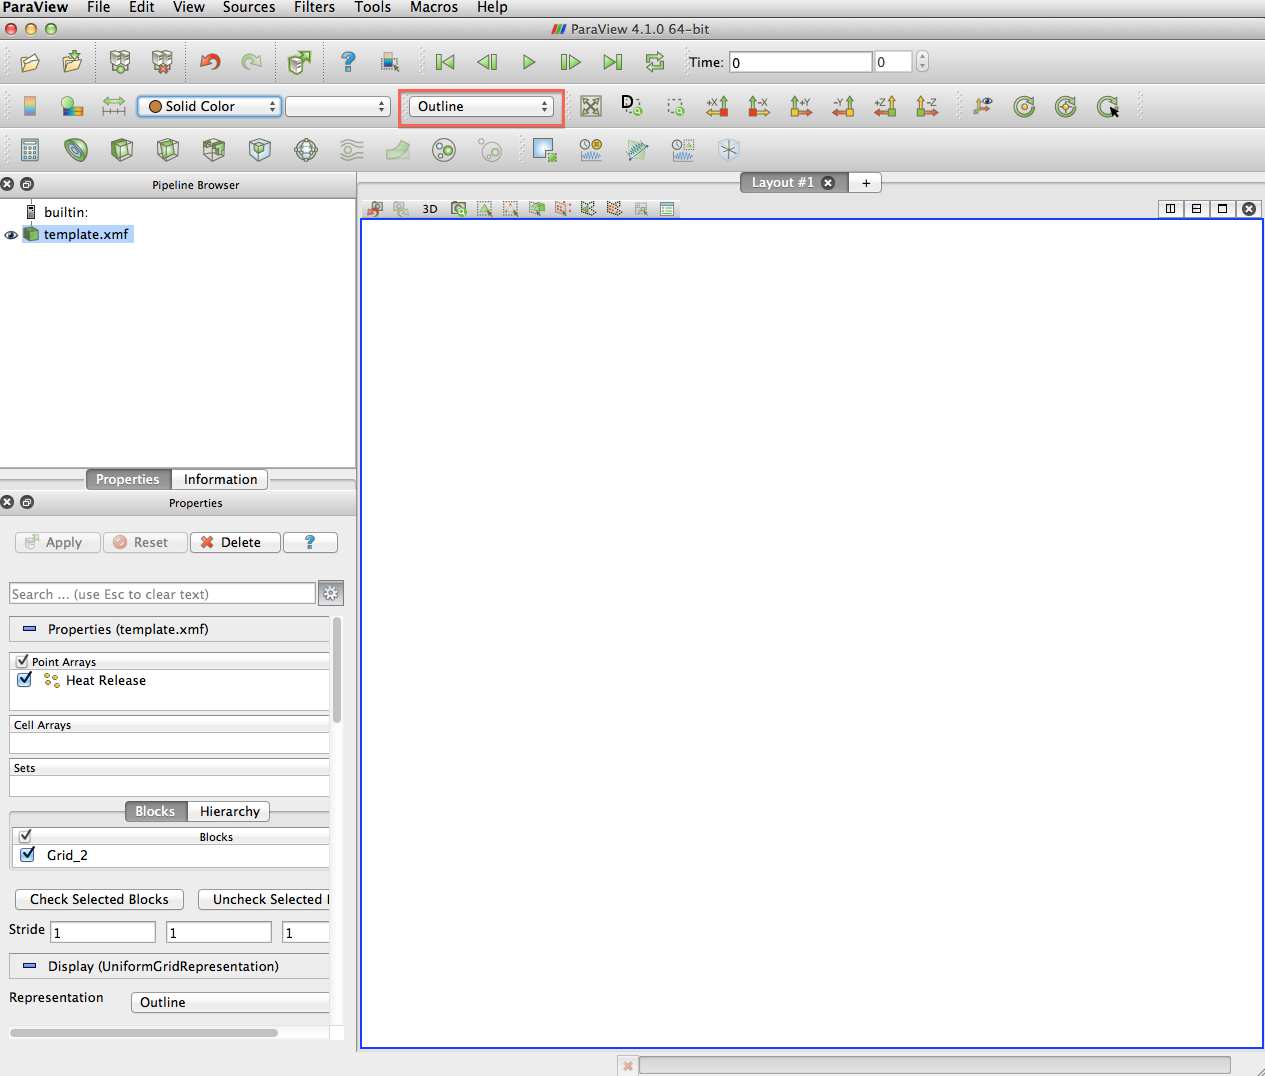 ParaView File Edit View Sources Filters Tools Macros Help
ParaView 4.1.0 64-bit
? Time: 0 0
Solid Color Outline D +X -X +Y -Y +Z -Z
Pipeline Browser
Layout #1 +
builtin:
3D
template.xmf
Properties Information
Properties
Apply Reset Delete ?
Search ... (use Esc to clear text)
Properties (template.xmf)
Point Arrays
Heat Release
Cell Arrays
Sets
Blocks Hierarchy
Blocks
Grid_2
Check Selected Blocks Uncheck Selected
Stride 1 1 1
Display (UniformGridRepresentation)
Representation Outline